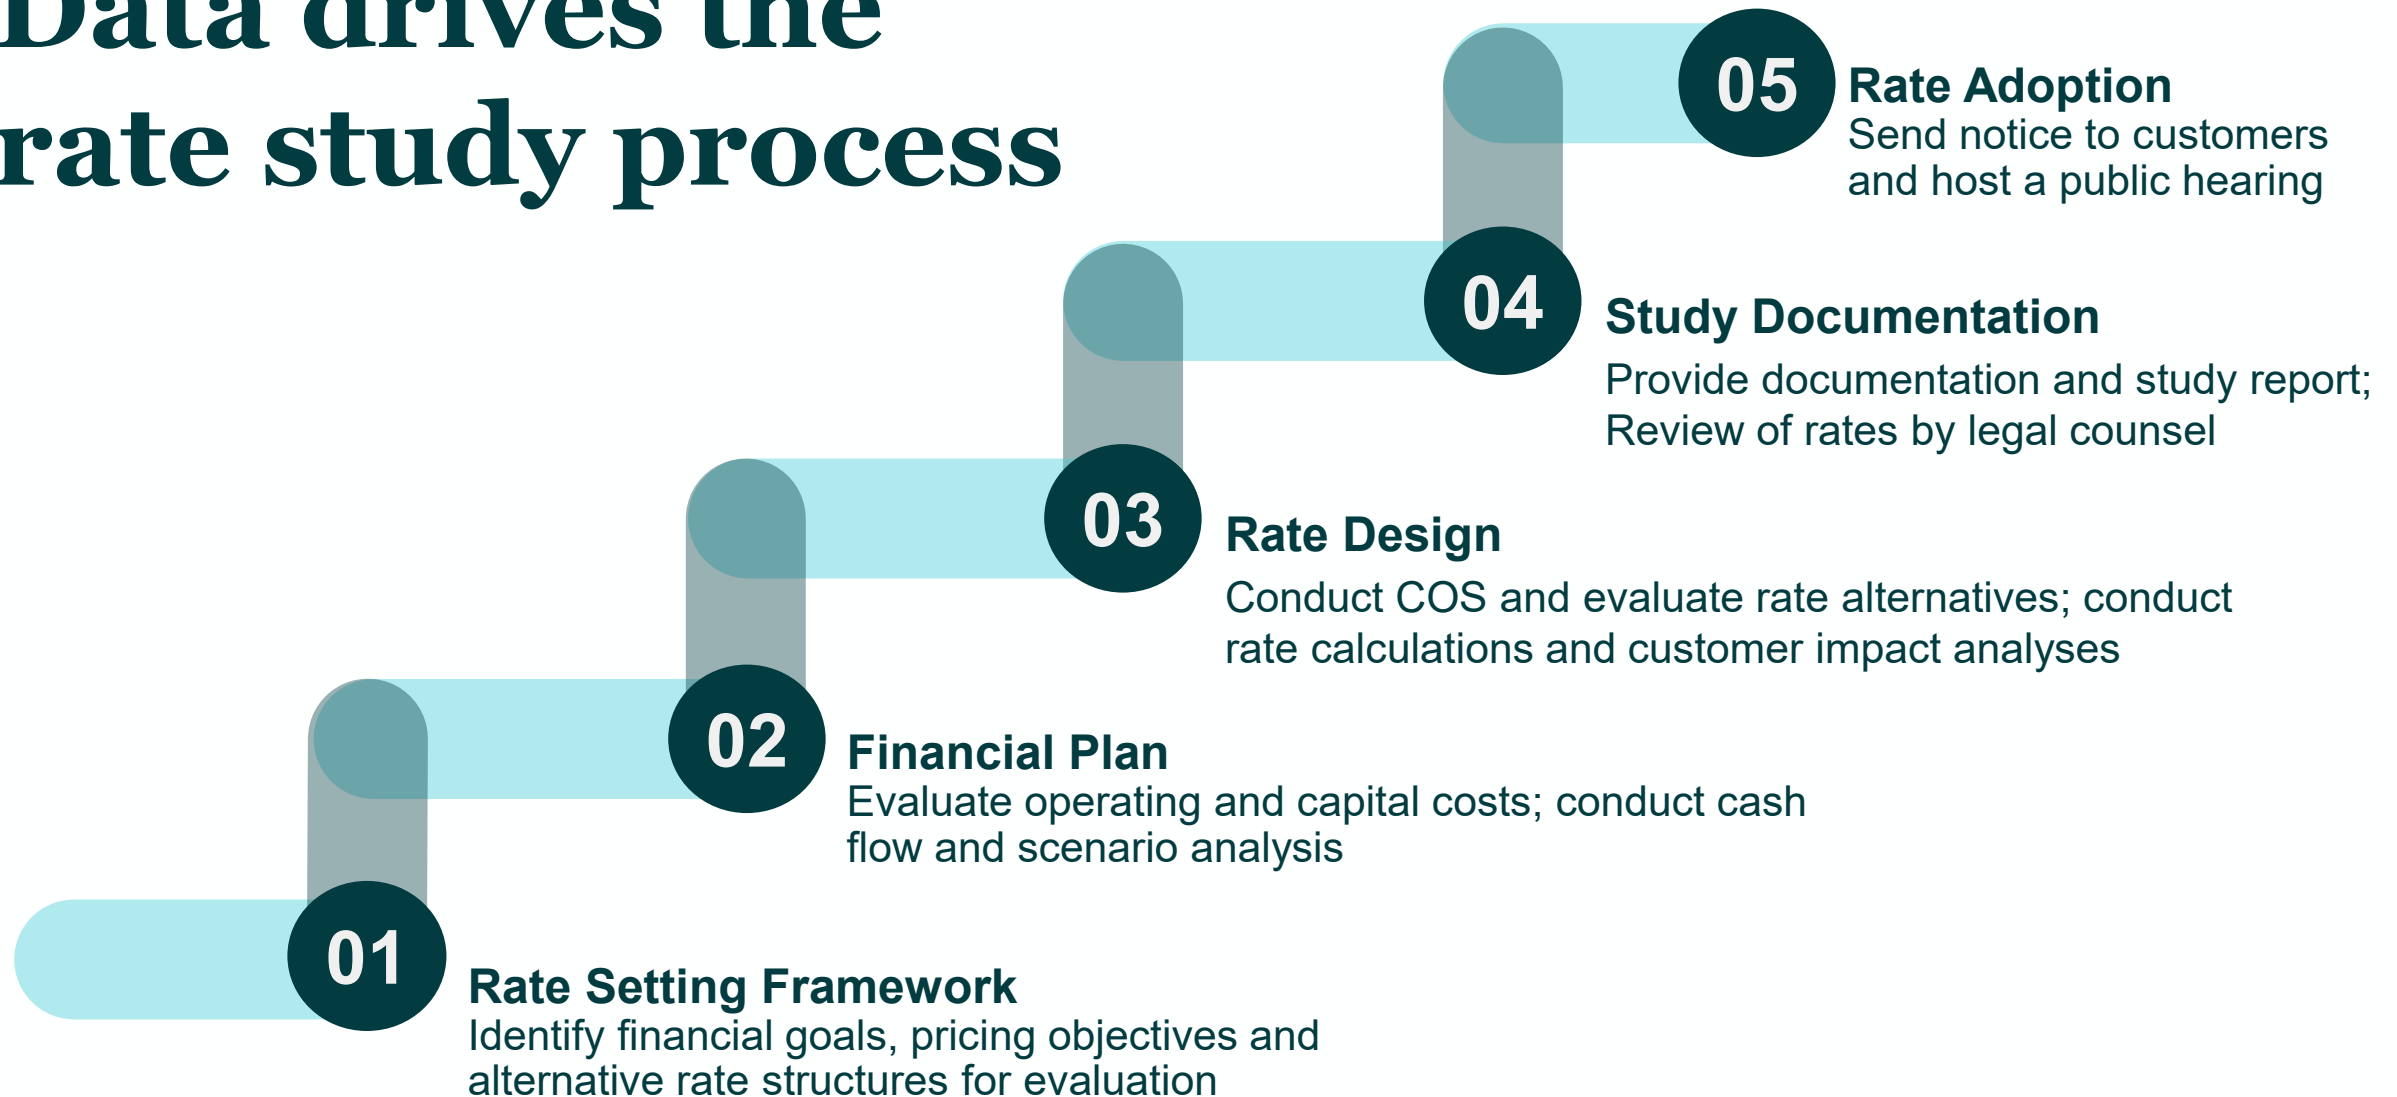 Data drives the
rate study process
05
Rate Adoption
Send notice to customers
and host a public hearing
04
Study Documentation
Provide documentation and study report;
Review of rates by legal counsel
03
Rate Design
Conduct COS and evaluate rate alternatives; conduct
rate calculations and customer impact analyses
02
Financial Plan
Evaluate operating and capital costs; conduct cash
flow and scenario analysis
01
Rate Setting Framework
Identify financial goals, pricing objectives and
alternative rate structures for evaluation